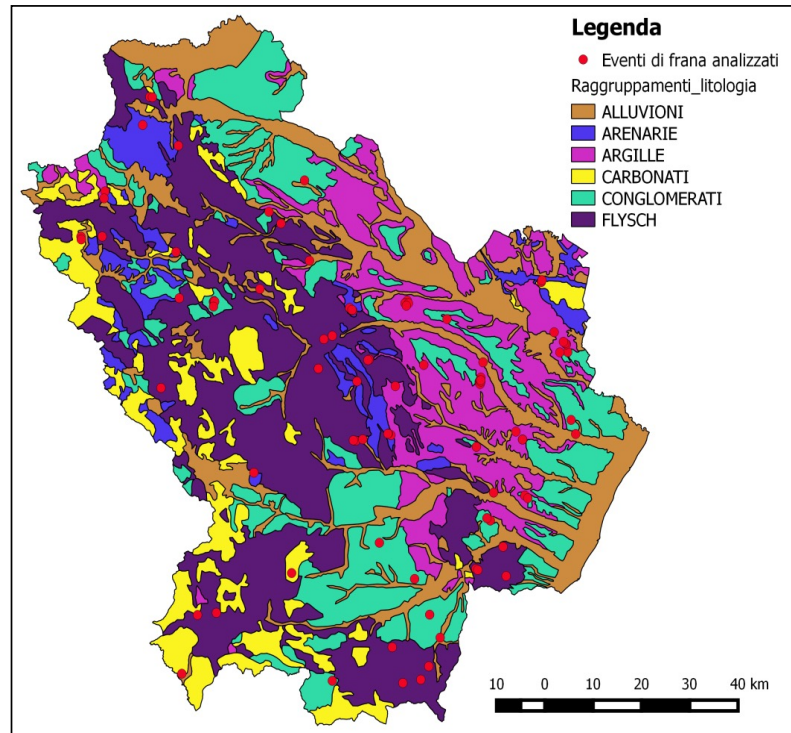 Legenda
Eventi di frana analizzati
Raggruppamenti_litologia
ALLUVIONI
ARENARIE
ARGILLE
CARBONATI
CONGLOMERATI
FLYSCH
10 0 10 20 30 40 km